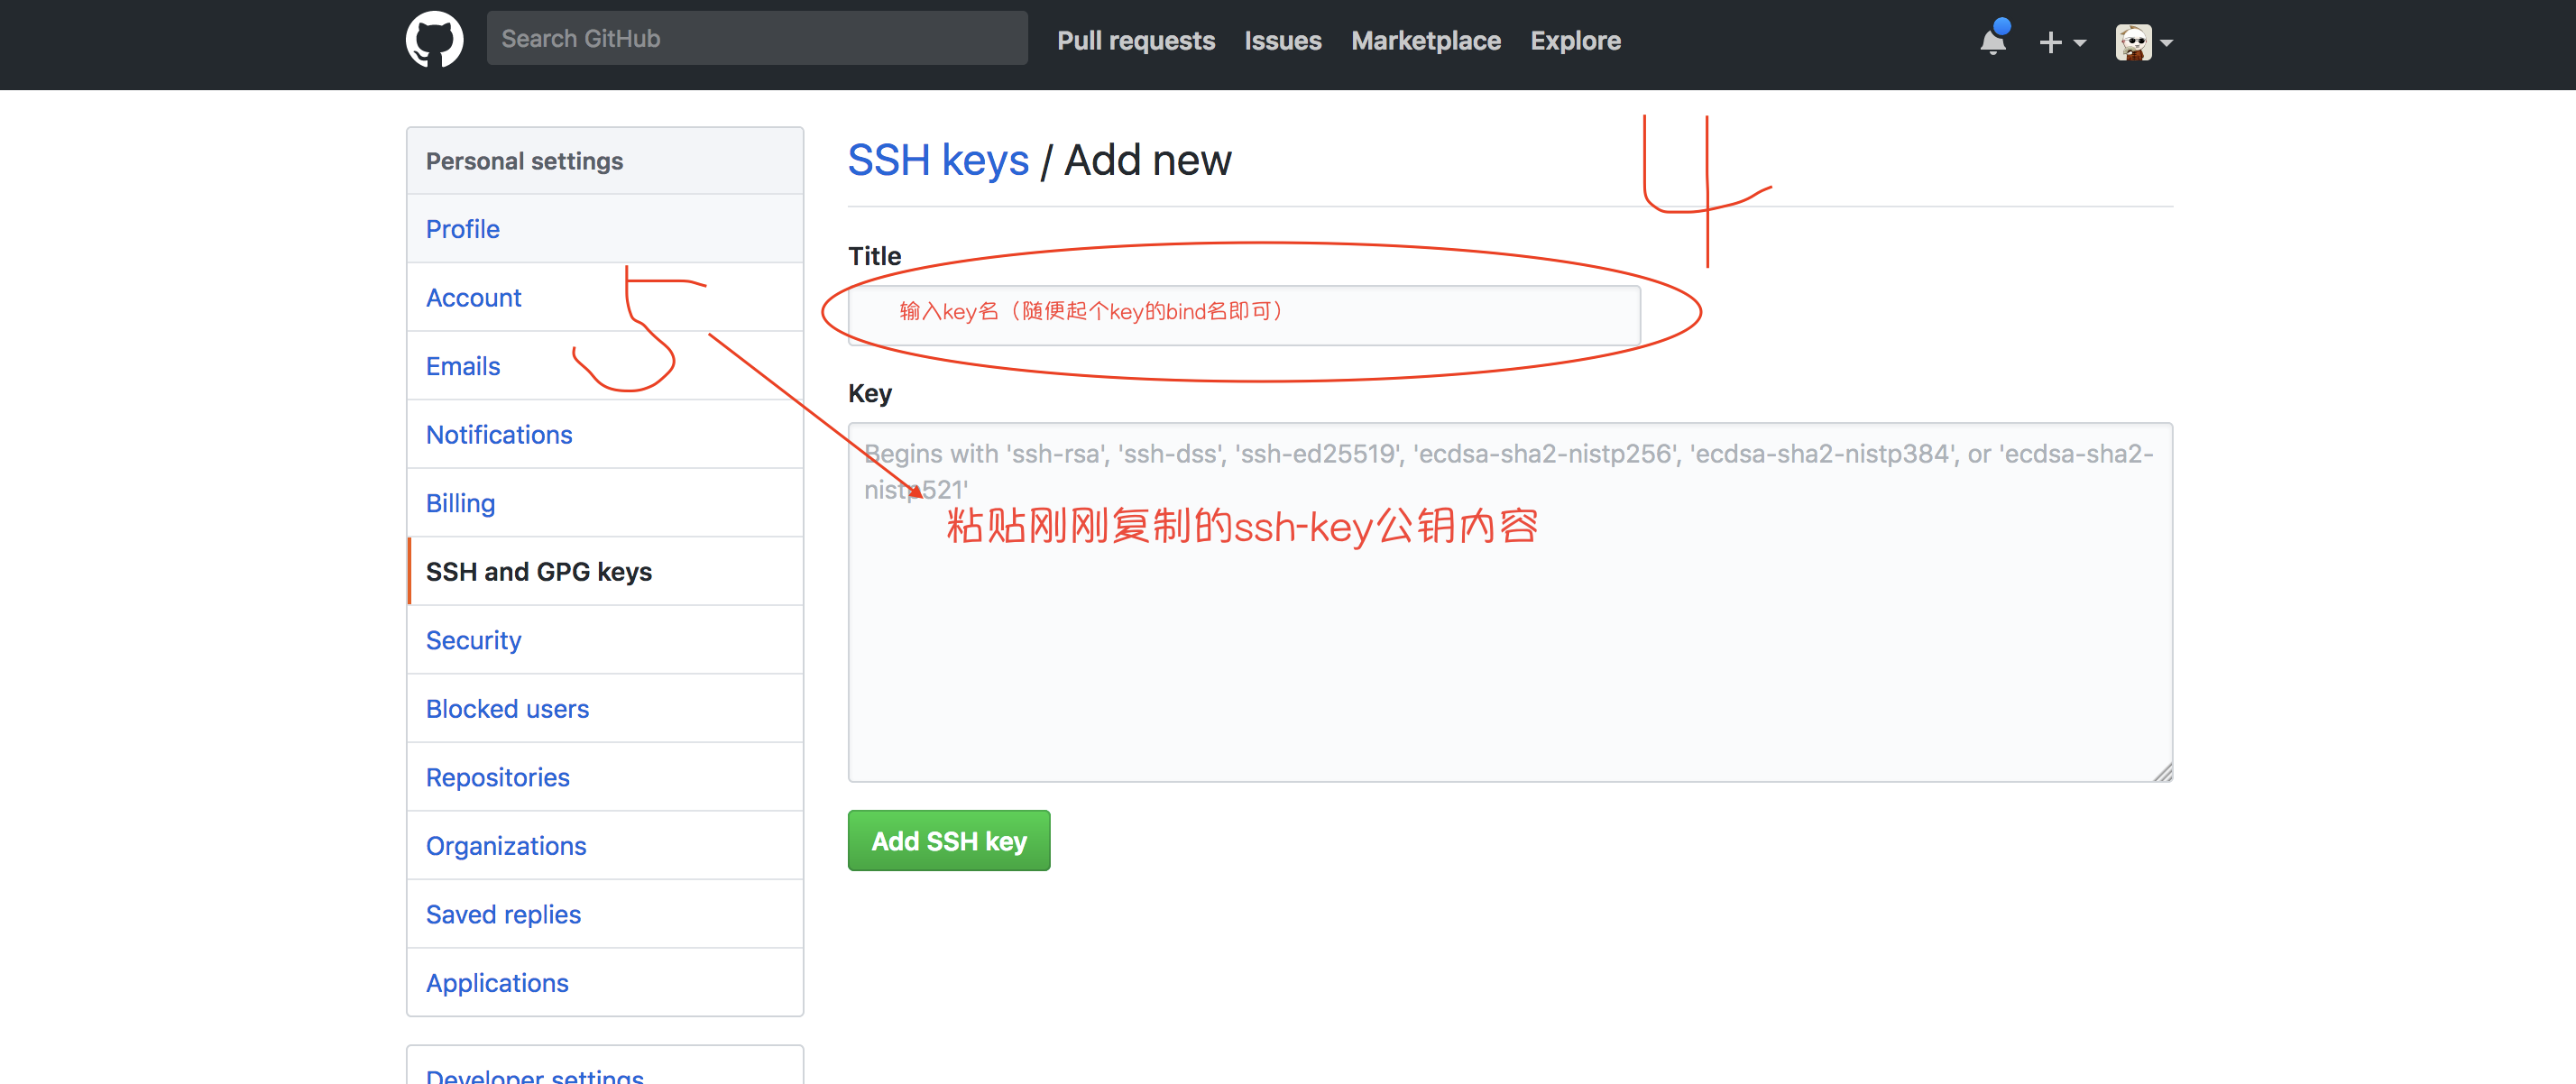 Search GitHub
Pull requests
Issues
Marketplace
Explore
Personal settings
Profile
Account
Emails
Notifications
Billing
SSH and GPG keys
Security
Blocked users
Repositories
Organizations
Saved replies
Applications
Developer settings
SSH keys / Add new
4
Title
输入key名（随便起个key的bind名即可）
5
Key
Begins with 'ssh-rsa', 'ssh-dss', 'ssh-ed25519', 'ecdsa-sha2-nistp256', 'ecdsa-sha2-nistp384', or 'ecdsa-sha2-
nistp521'
粘贴刚刚复制的ssh-key公钥内容
Add SSH key